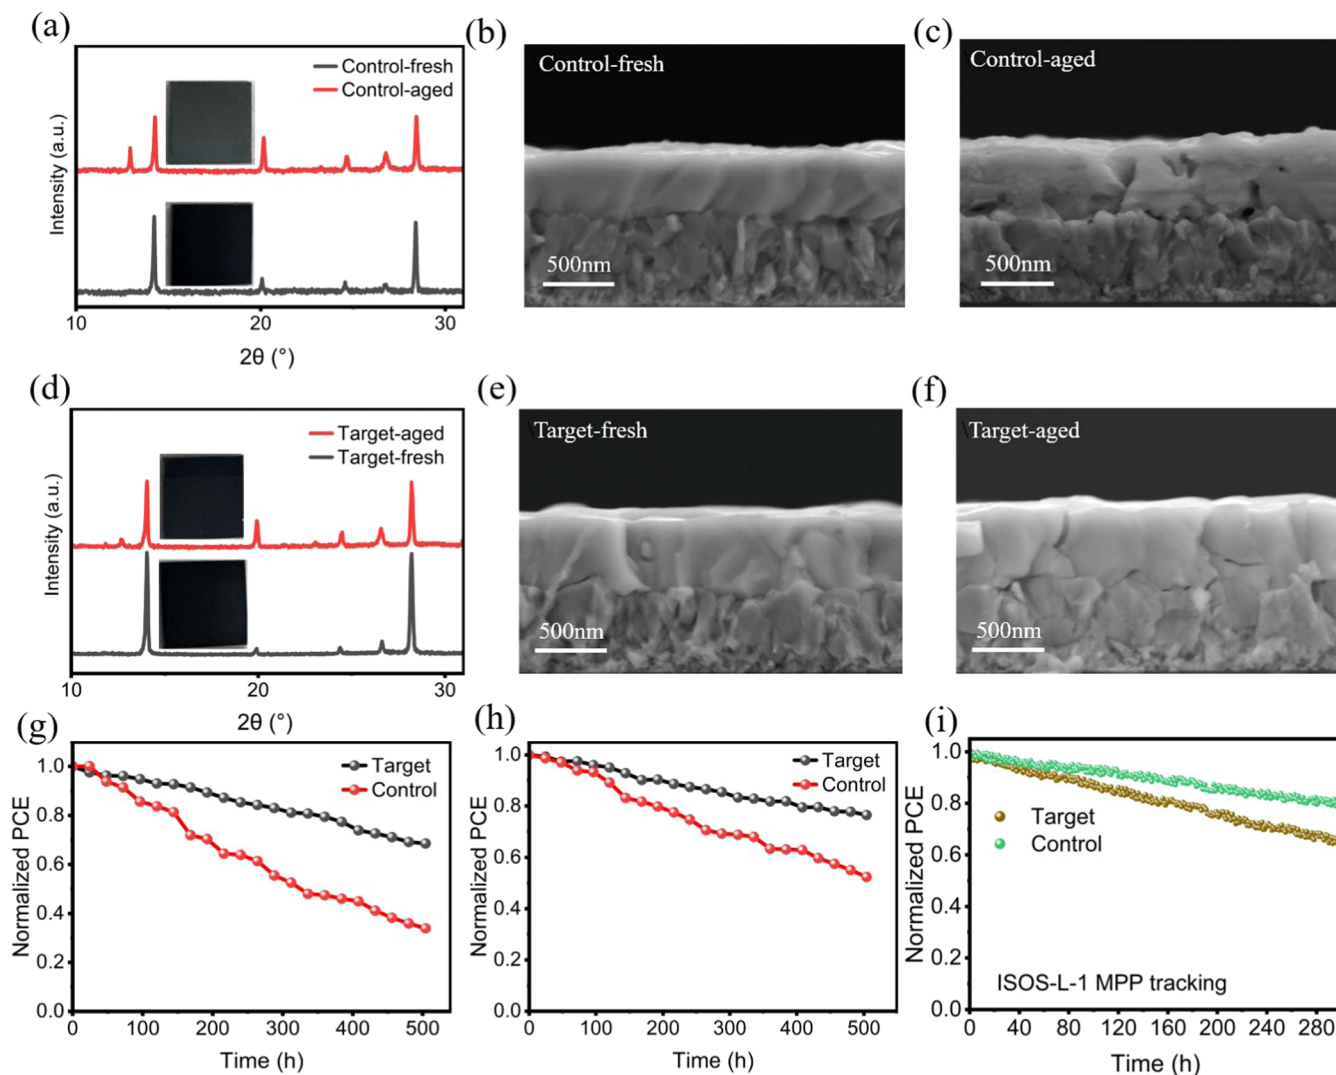 (a)
Control-fresh
Control-aged
Intensity (a.u.)
10
20
30
2θ (°)
(b)
Control-fresh
500nm
(c)
Control-aged
500nm
(d)
Target-aged
Target-fresh
Intensity (a.u.)
10
20
30
2θ (°)
(e)
Target-fresh
500nm
(f)
Target-aged
500nm
(g)
Target
Control
Normalized PCE
1.0
0.8
0.6
0.4
0.2
0.0
0
100
200
300
400
500
Time (h)
(h)
Target
Control
Normalized PCE
1.0
0.8
0.6
0.4
0.2
0.0
0
100
200
300
400
500
Time (h)
(i)
Target
Control
Normalized PCE
1.0
0.8
0.6
0.4
0.2
0.0
ISOS-L-1 MPP tracking
0
40
80
120
160
200
240
280
Time (h)